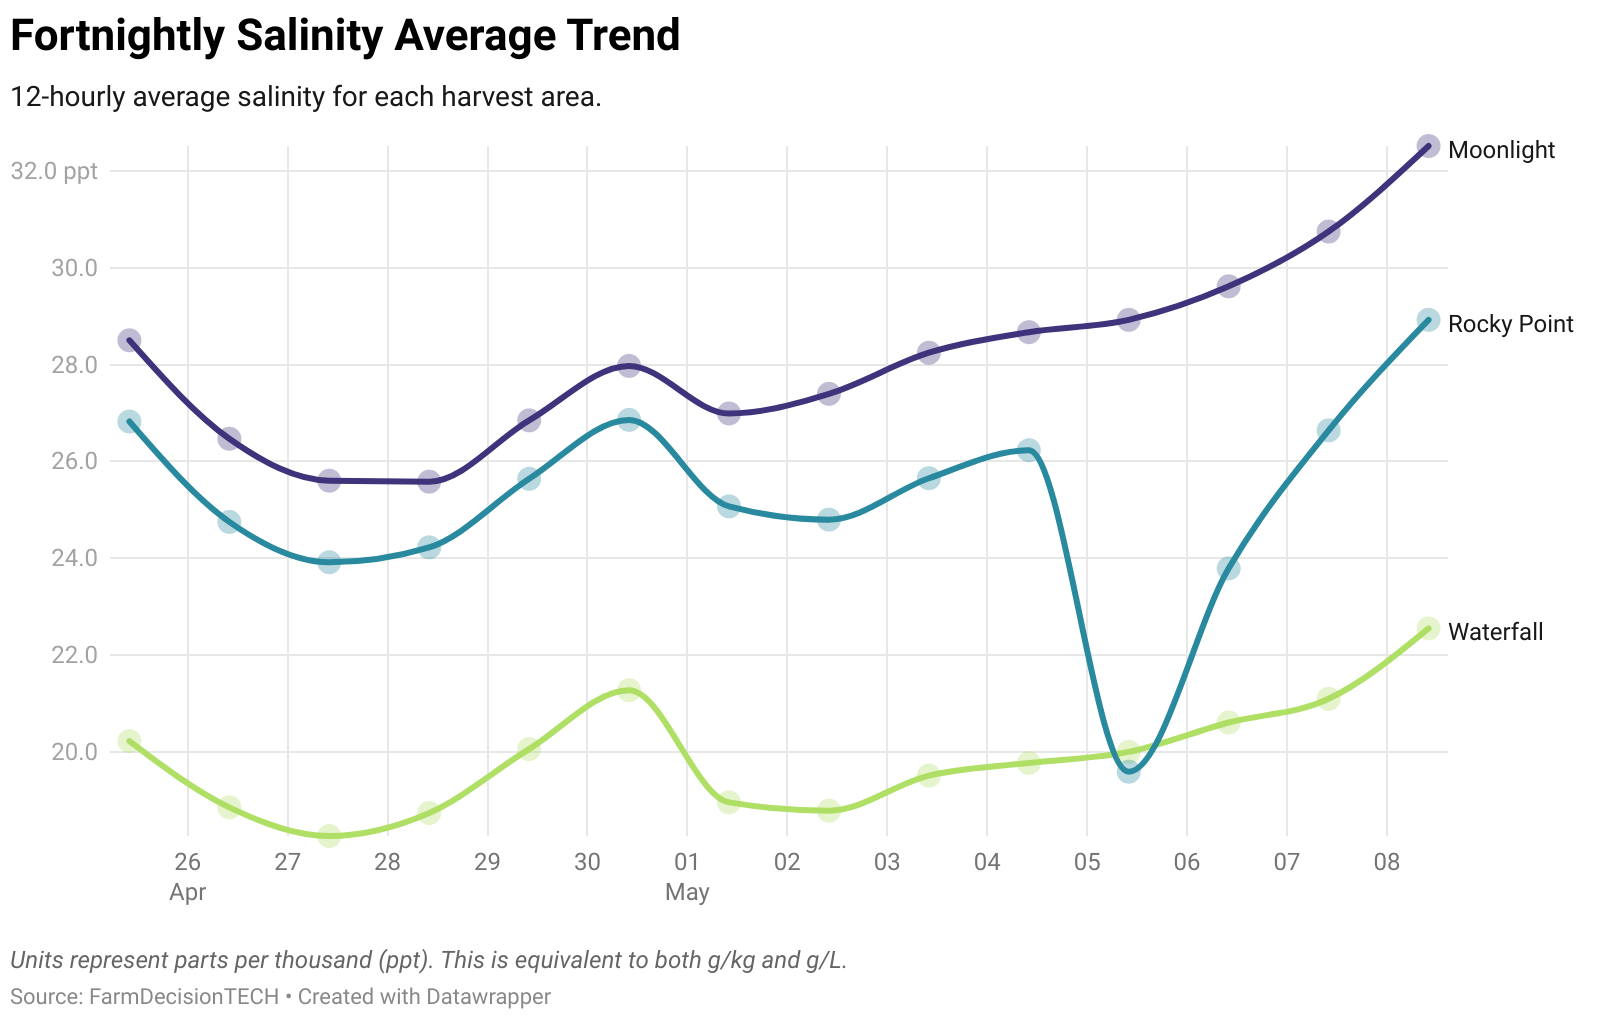 Fortnightly Salinity Average Trend
12-hourly average salinity for each harvest area.
32.0 ppt
30.0
28.0
26.0
24.0
22.0
20.0
Moonlight
Rocky Point
Waterfall
26 27 28 29 30 01 02 03 04 05 06 07 08
Apr May
Units represent parts per thousand (ppt). This is equivalent to both g/kg and g/L.
Source: FarmDecisionTECH • Created with Datawrapper